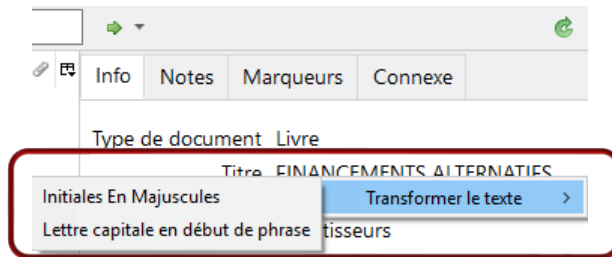 Info Notes Marqueurs Connexe
Type de document Livre
Titre FINANCEMENTS ALTERNATIFS
Initiales En Majuscules Transformer le texte
Lettre capitale en début de phrase tisseurs